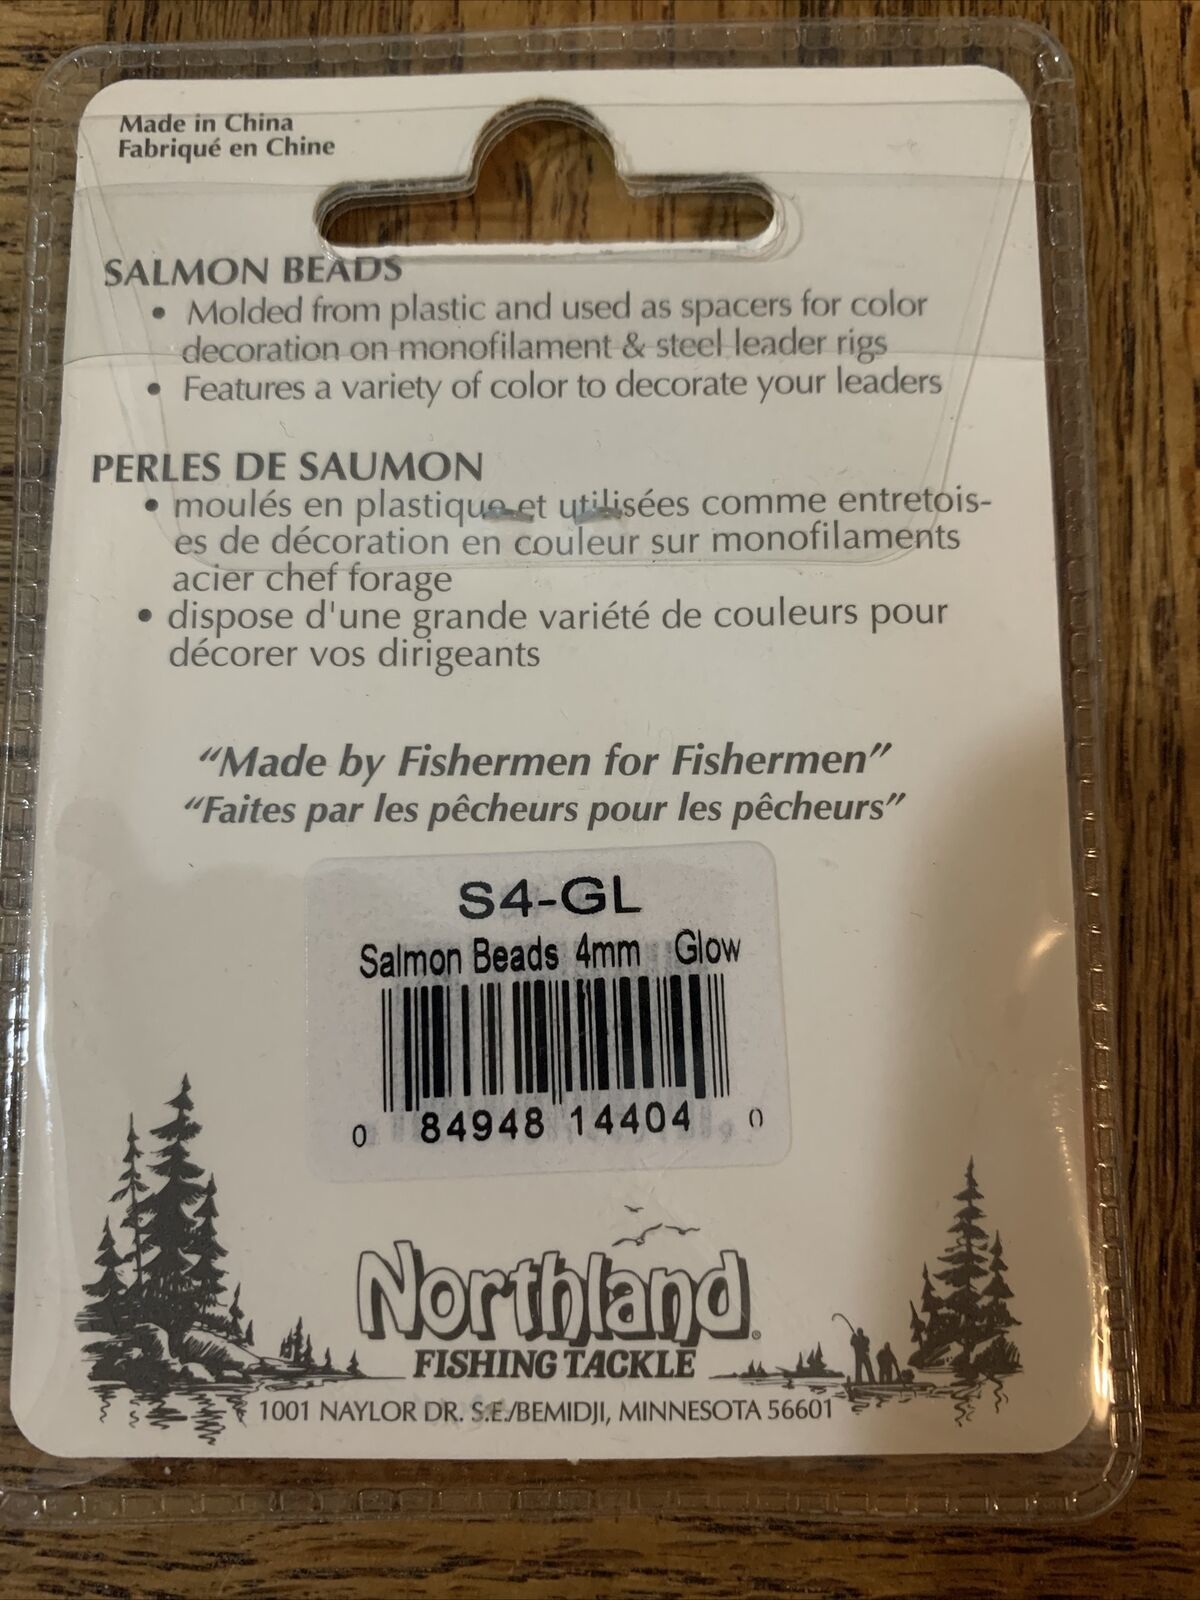 Made in China
Fabriqué en Chine
SALMON BEADS
• Molded from plastic and used as spacers for color
decoration on monofilament & steel leader rigs
• Features a variety of color to decorate your leaders
PERLES DE SAUMON
• moulés en plastique et utilisées comme entretois-
es de décoration en couleur sur monofilaments
acier chef forage
• dispose d'une grande variété de couleurs pour
décorer vos dirigeants
“Made by Fishermen for Fishermen”
“Faites par les pêcheurs pour les pêcheurs”
S4-GL
Salmon Beads 4mm Glow
0 84948 14404 0
Northland®
FISHING TACKLE
1001 NAYLOR DR. S.E./BEMIDJI, MINNESOTA 56601